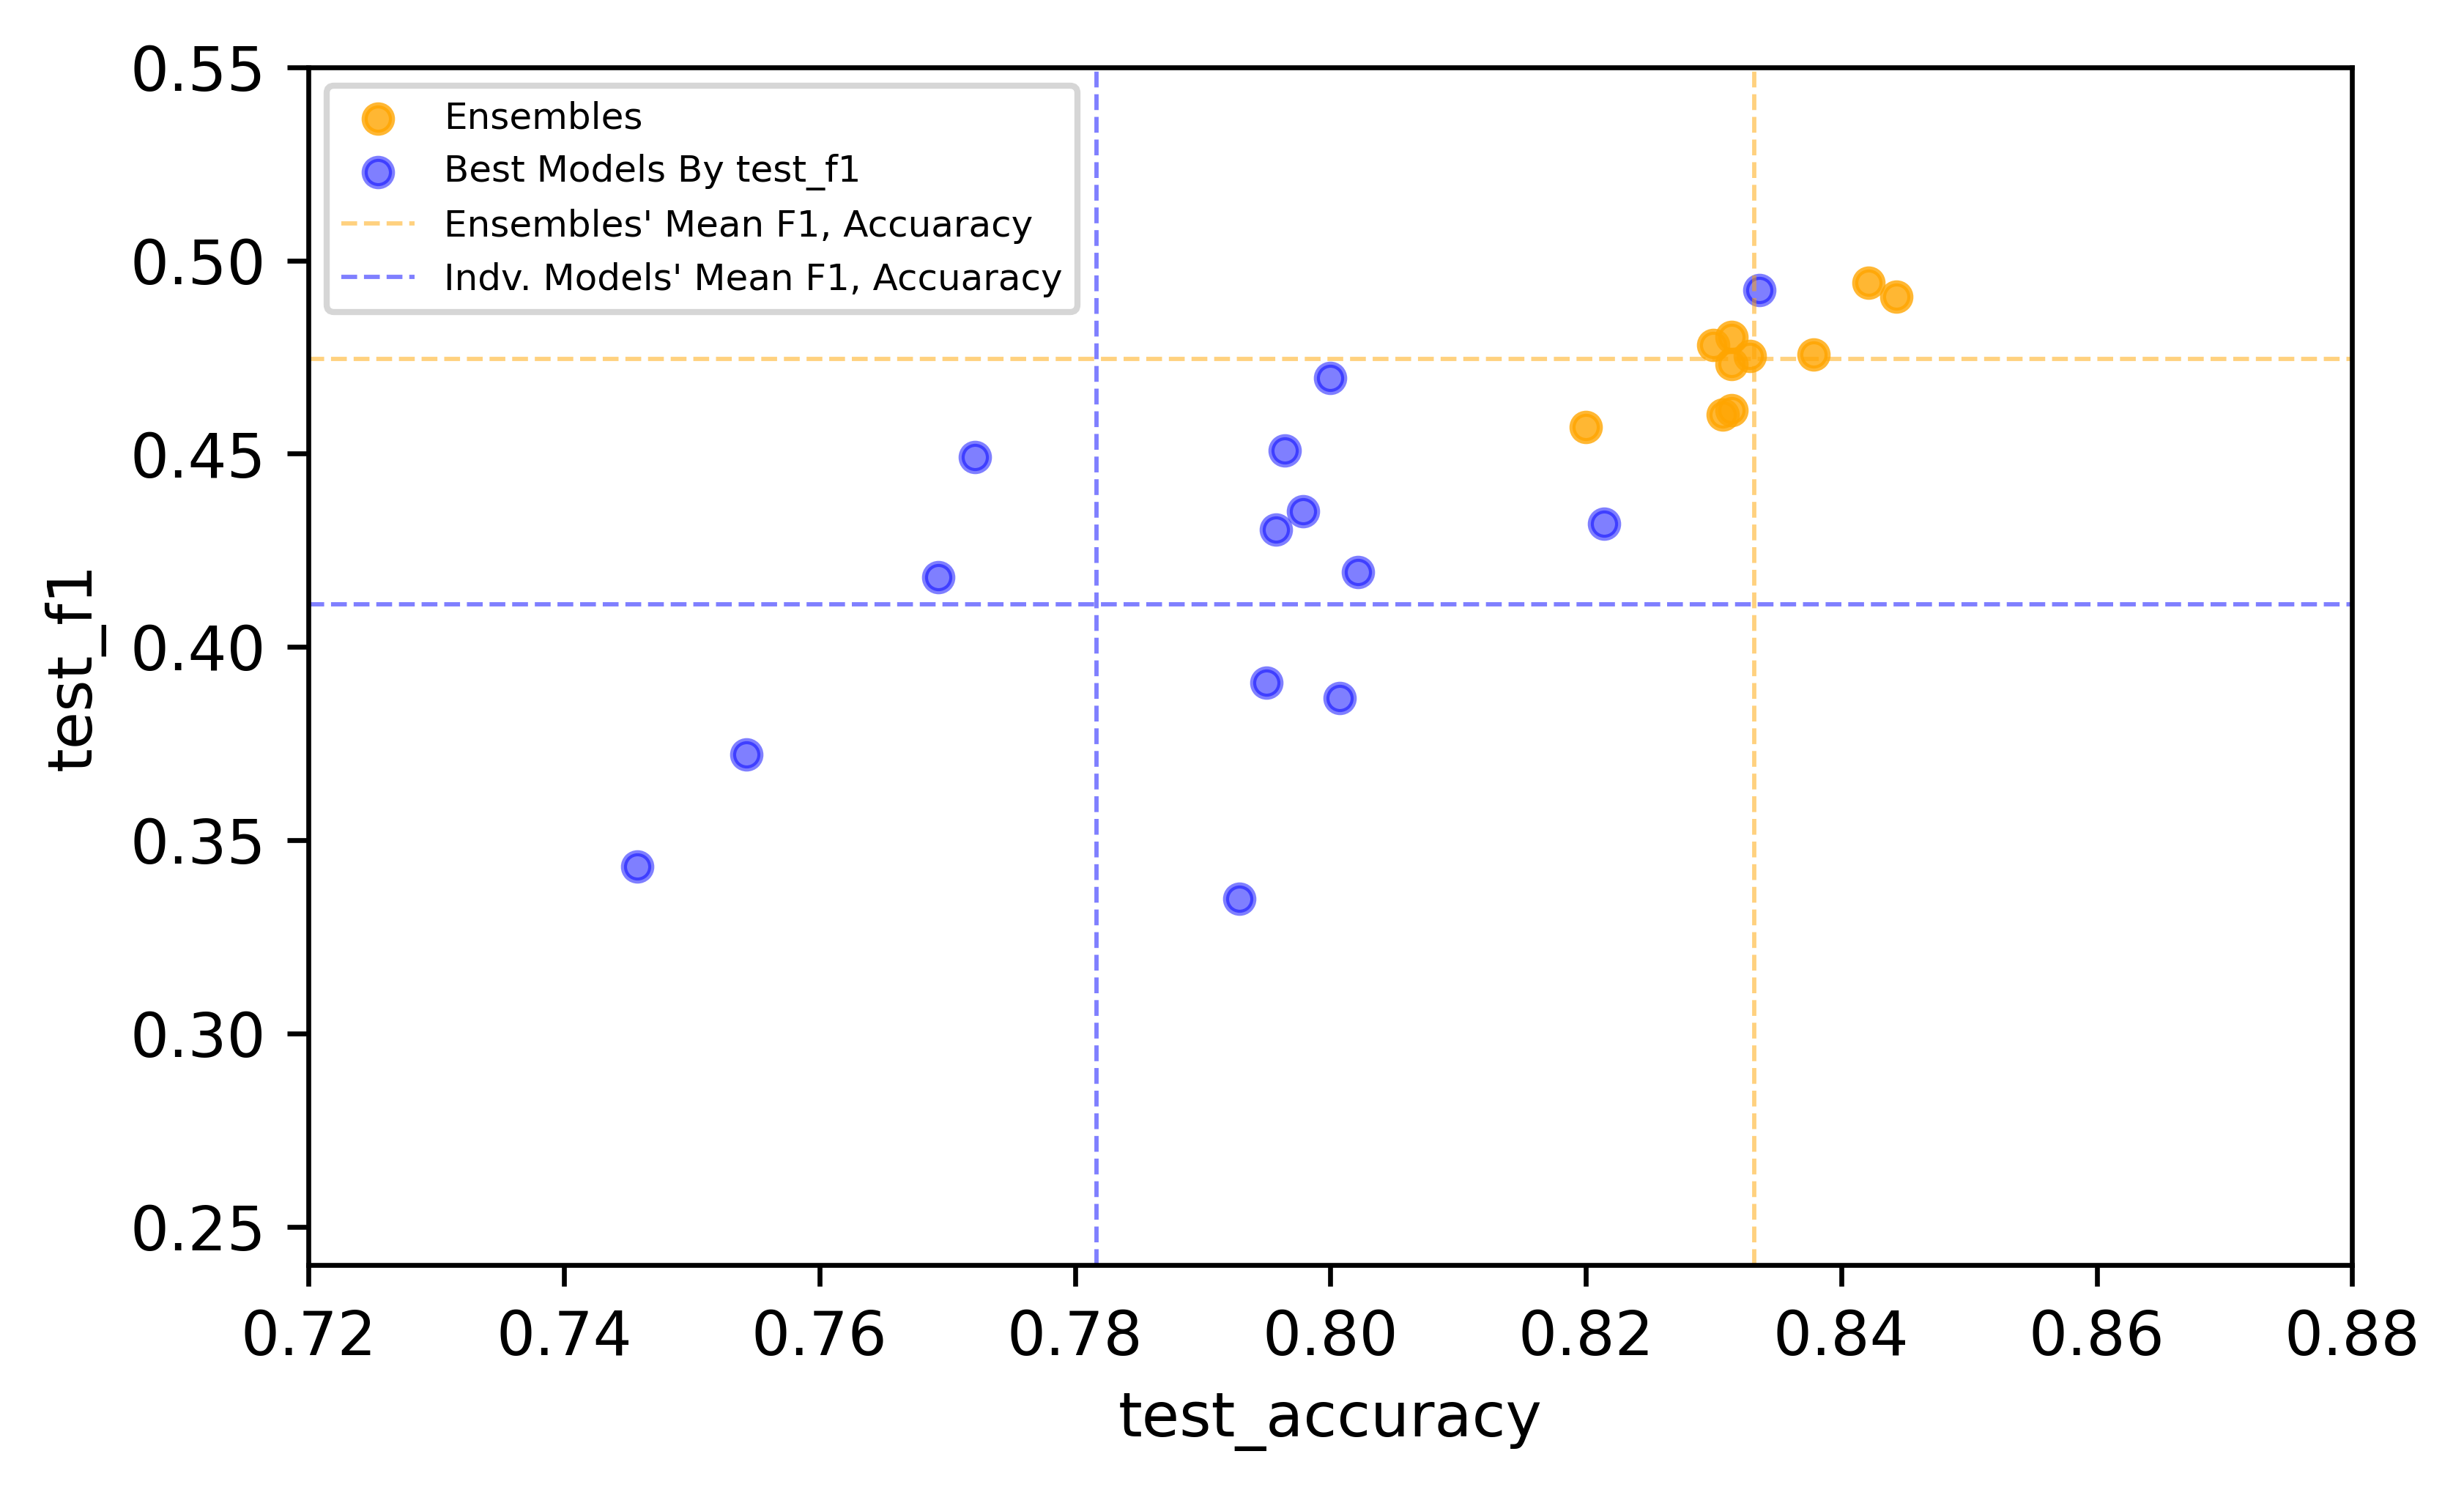 0.55
0.50
0.45
0.40
0.35
0.30
0.25
test_f1
Ensembles
Best Models By test_f1
Ensembles' Mean F1, Accuaracy
Indv. Models' Mean F1, Accuaracy
0.72 0.74 0.76 0.78 0.80 0.82 0.84 0.86 0.88
test_accuracy